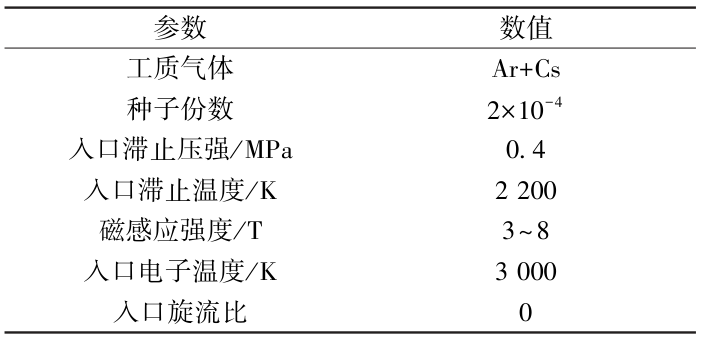 参数 数值
工质气体 Ar+Cs
种子份数 2×10⁻⁴
入口滞止压强/MPa 0.4
入口滞止温度/K 2 200
磁感应强度/T 3~8
入口电子温度/K 3 000
入口旋流比 0